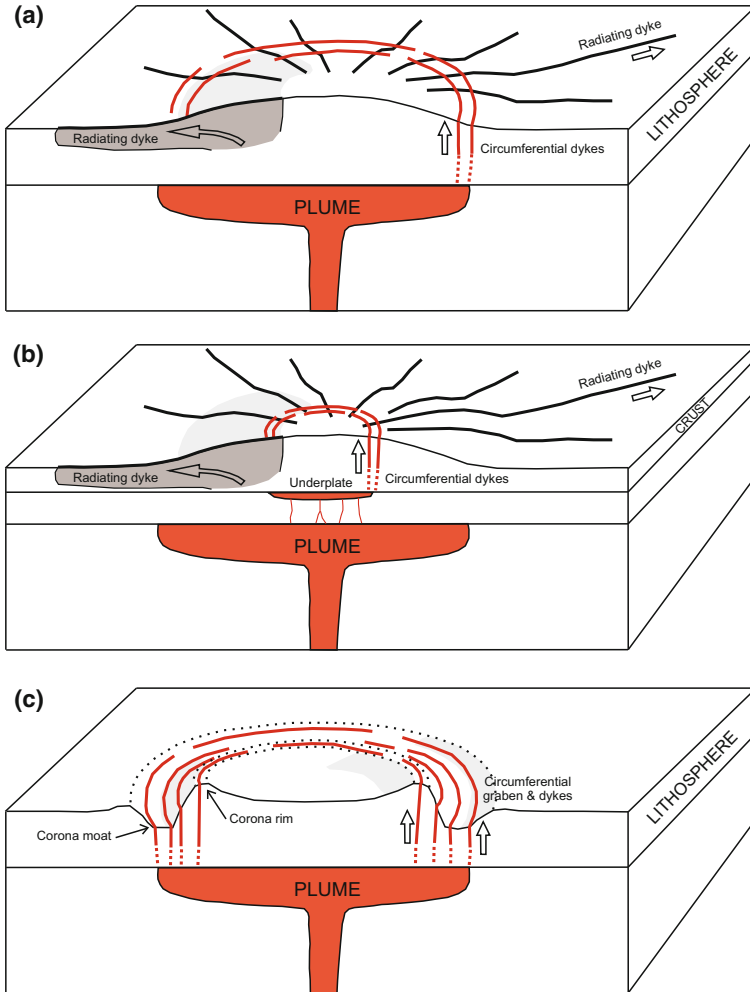 (a)
Radiating dyke
LITHOSPHERE
Radiating dyke
Circumferential dykes
PLUME
(b)
Radiating dyke
CRUST
Radiating dyke
Underplate
Circumferential dykes
PLUME
(c)
LITHOSPHERE
Circumferential
graben & dykes
Corona rim
Corona moat
PLUME